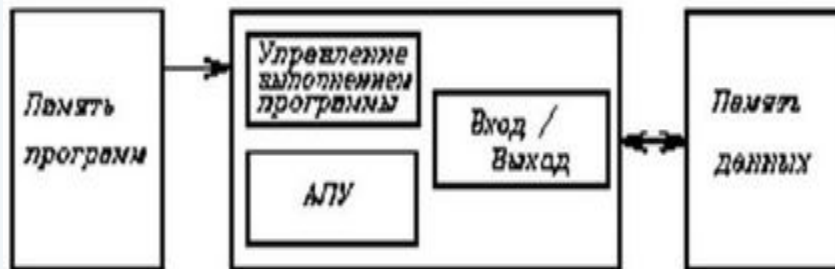 Память
программ
Управление
выполнением
программы
АЛУ
Вход /
Выход
Память
данных